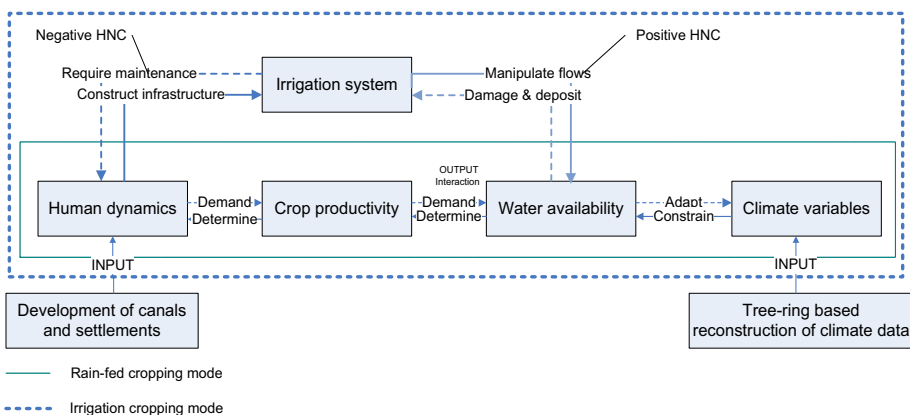 Negative HNC
Positive HNC
Require maintenance
Construct infrastructure
Irrigation system
Manipulate flows
Damage & deposit
OUTPUT
Interaction
Human dynamics
Demand
Determine
Crop productivity
Demand
Determine
Water availability
Adapt
Constrain
Climate variables
INPUT
INPUT
Development of canals
and settlements
Tree-ring based
reconstruction of climate data
Rain-fed cropping mode
Irrigation cropping mode